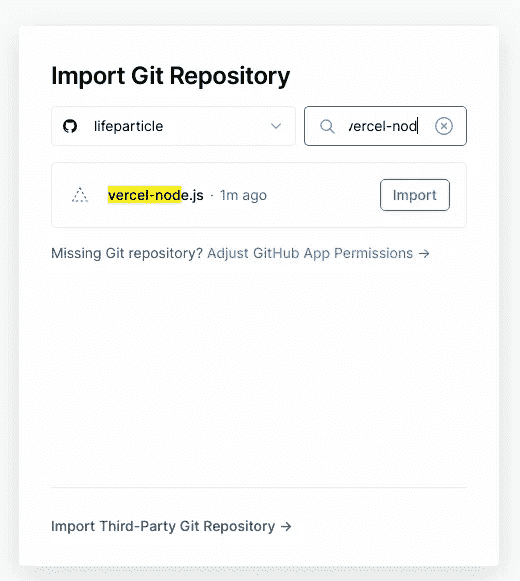 Import Git Repository
lifeparticle
vercel-nod
vercel-node.js · 1m ago
Import
Missing Git repository? Adjust GitHub App Permissions →
Import Third-Party Git Repository →